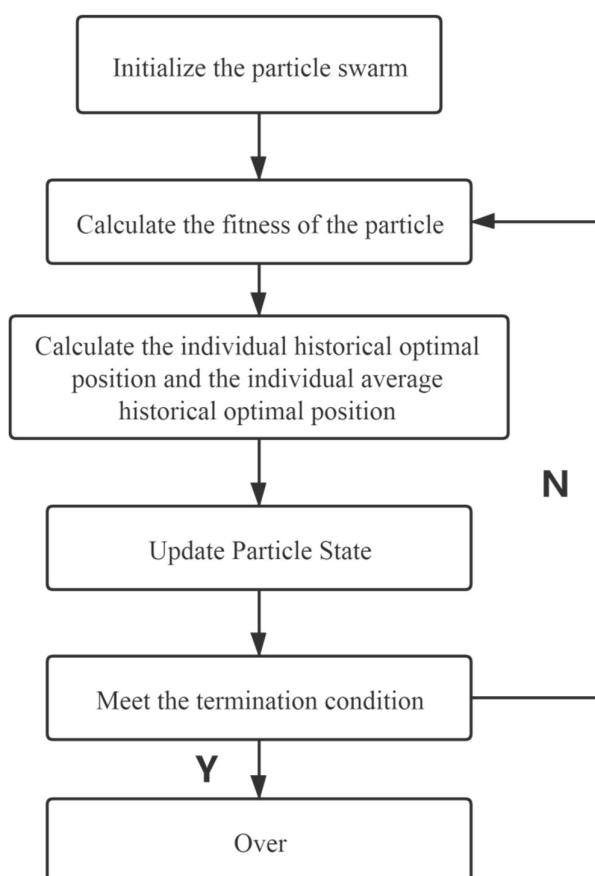 Initialize the particle swarm
Calculate the fitness of the particle
Calculate the individual historical optimal
position and the individual average
historical optimal position
N
Update Particle State
Meet the termination condition
Y
Over